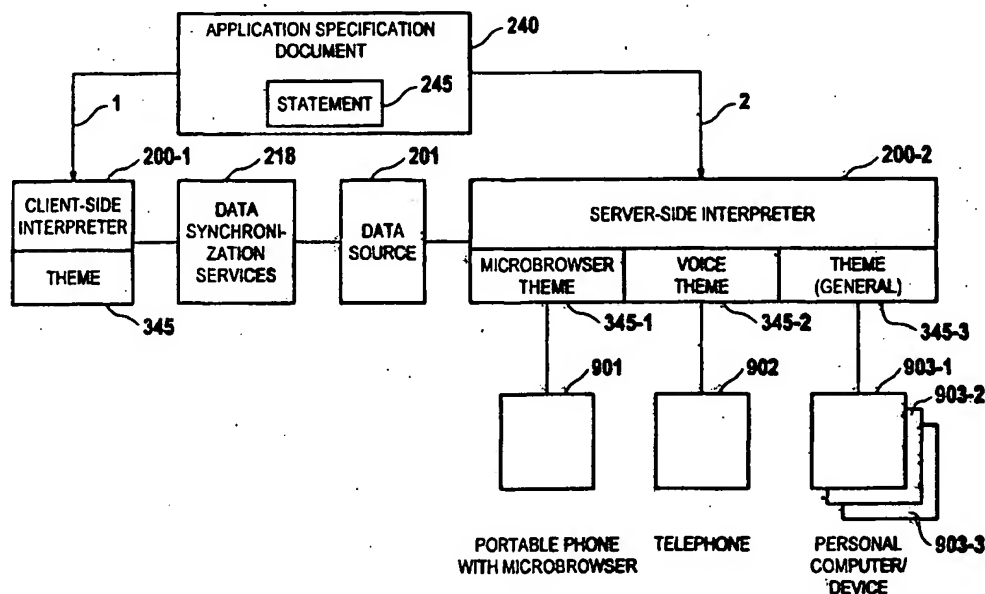 APPLICATION SPECIFICATION
DOCUMENT
240
STATEMENT
245
1
2
200-1
218
201
200-2
CLIENT-SIDE
INTERPRETER
THEME
345
DATA
SYNCHRONI-
ZATION
SERVICES
DATA
SOURCE
SERVER-SIDE INTERPRETER
MICROBROWSER
THEME
VOICE
THEME
THEME
(GENERAL)
345-1
345-2
345-3
901
902
903-1
903-2
903-3
PORTABLE PHONE
WITH MICROBROWSER
TELEPHONE
PERSONAL
COMPUTER/
DEVICE